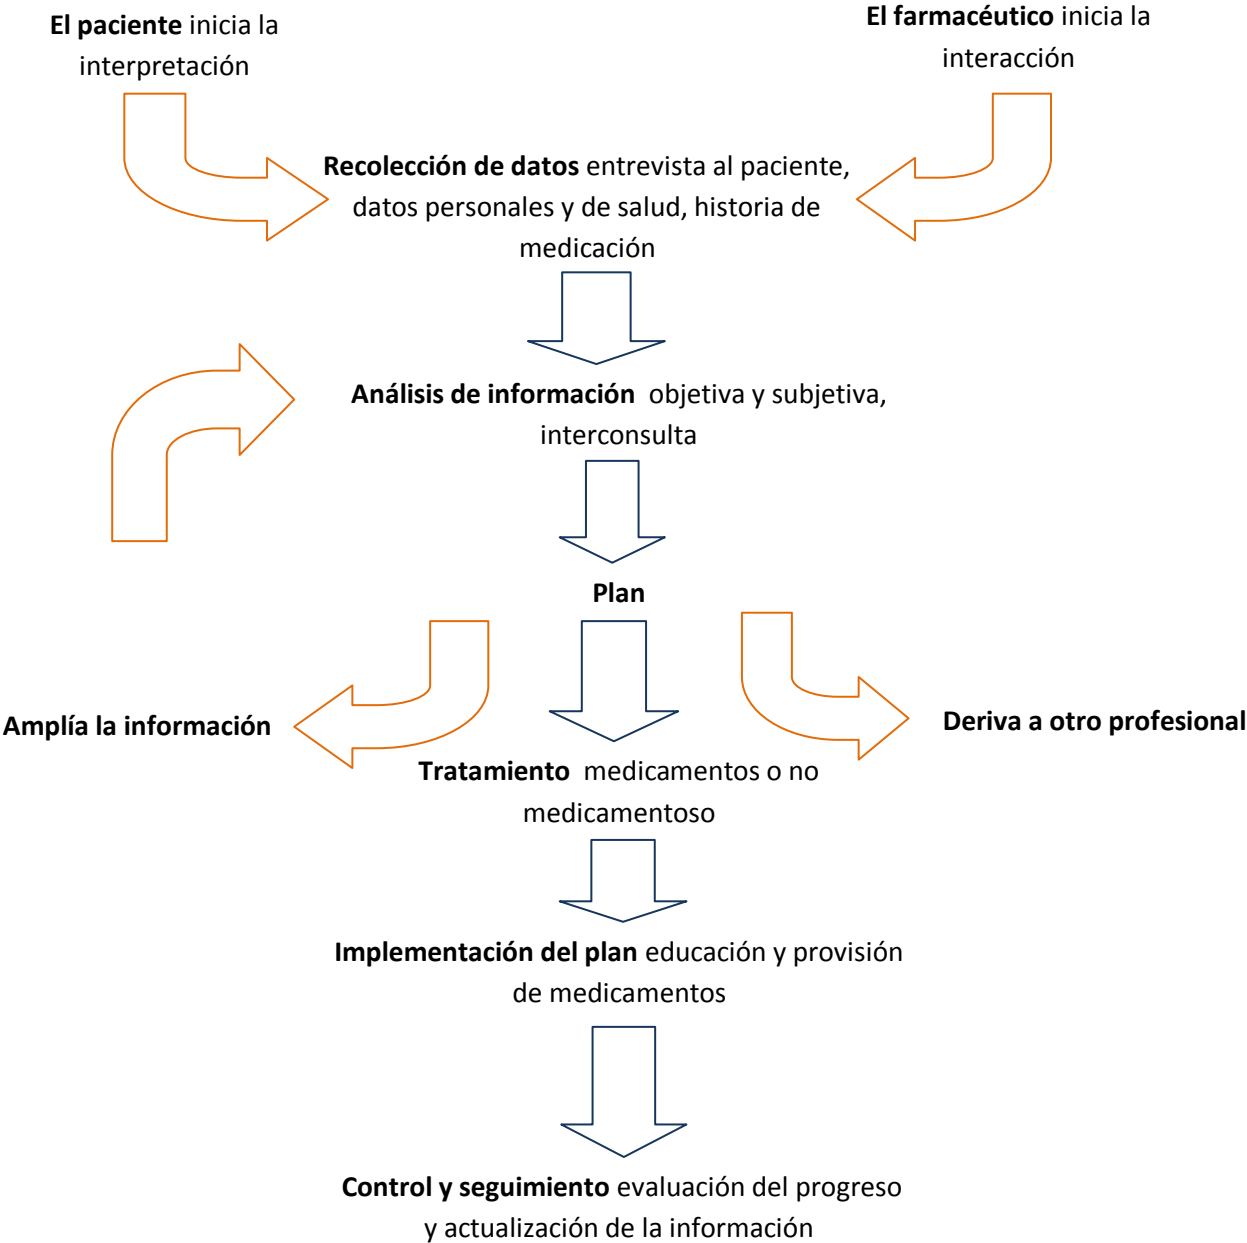 El paciente inicia la
interpretación
El farmacéutico inicia la
interacción
Recolección de datos entrevista al paciente,
datos personales y de salud, historia de
medicación
Análisis de información objetiva y subjetiva,
interconsulta
Plan
Amplía la información
Deriva a otro profesional
Tratamiento medicamentos o no
medicamentoso
Implementación del plan educación y provisión
de medicamentos
Control y seguimiento evaluación del progreso
y actualización de la información